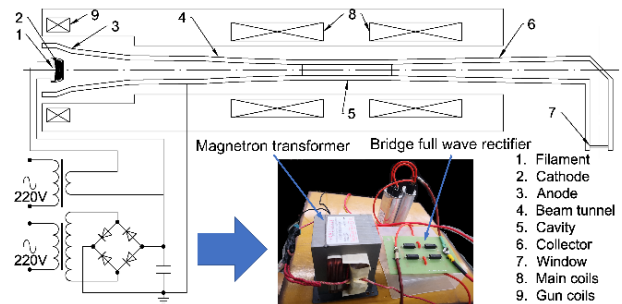 9
2
3
4
8
6
1
5
7
Magnetron transformer
Bridge full wave rectifier
220V
220V
1. Filament
2. Cathode
3. Anode
4. Beam tunnel
5. Cavity
6. Collector
7. Window
8. Main coils
9. Gun coils